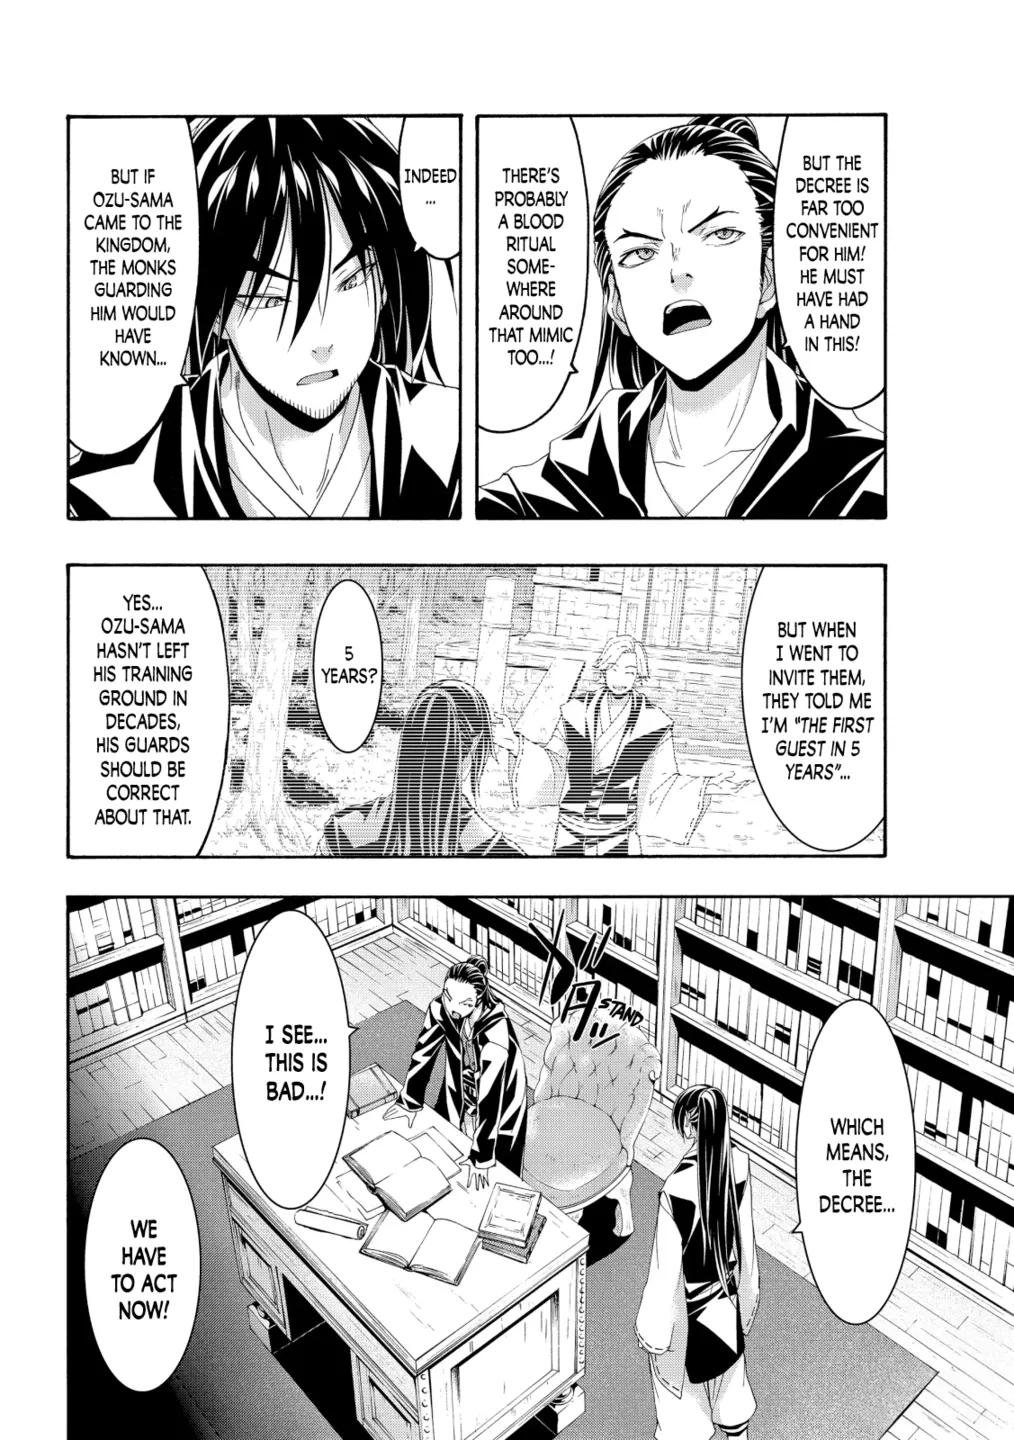 BUT THE
DECREE IS
FAR TOO
CONVENIENT
FOR HIM!
HE MUST
HAVE HAD
A HAND
IN THIS!
THERE'S
PROBABLY
A BLOOD
RITUAL
SOME-
WHERE
AROUND
THAT MIMIC
TOO...!
INDEED
...
BUT IF
OZU-SAMA
CAME TO THE
KINGDOM,
THE MONKS
GUARDING
HIM WOULD
HAVE
KNOWN...
BUT WHEN
I WENT TO
INVITE THEM,
THEY TOLD ME
I'M "THE FIRST
GUEST IN 5
YEARS"...
5
YEARS?
YES...
OZU-SAMA
HASN'T LEFT
HIS TRAINING
GROUND IN
DECADES,
HIS GUARDS
SHOULD BE
CORRECT
ABOUT THAT.
WHICH
MEANS,
THE
DECREE...
ガタッ
STAND
I SEE...
THIS IS
BAD...!
WE
HAVE
TO ACT
NOW!